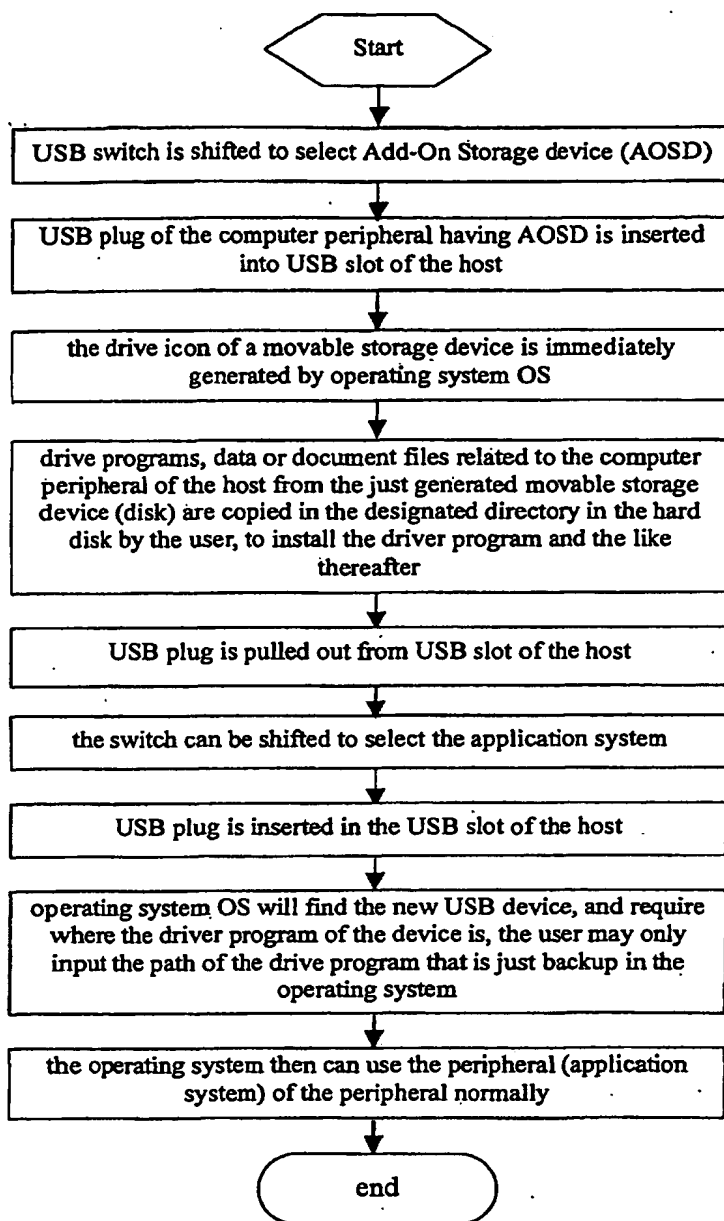 Start
USB switch is shifted to select Add-On Storage device (AOSD)
USB plug of the computer peripheral having AOSD is inserted
into USB slot of the host
the drive icon of a movable storage device is immediately
generated by operating system OS
drive programs, data or document files related to the computer
peripheral of the host from the just generated movable storage
device (disk) are copied in the designated directory in the hard
disk by the user, to install the driver program and the like
thereafter
USB plug is pulled out from USB slot of the host
the switch can be shifted to select the application system
USB plug is inserted in the USB slot of the host
operating system OS will find the new USB device, and require
where the driver program of the device is, the user may only
input the path of the drive program that is just backup in the
operating system
the operating system then can use the peripheral (application
system) of the peripheral normally
end